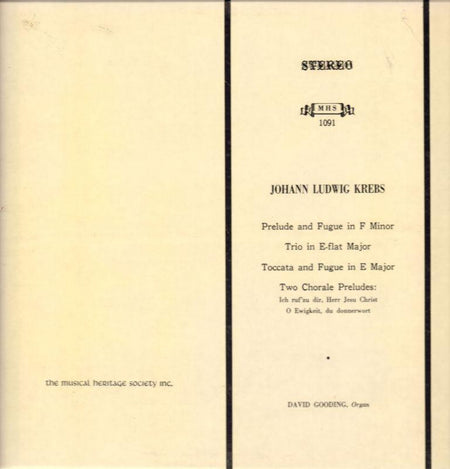 STEREO
MHS
1091
JOHANN LUDWIG KREBS
Prelude and Fugue in F Minor
Trio in E-flat Major
Toccata and Fugue in E Major
Two Chorale Preludes:
Ich ruf'zu dir, Herr Jesu Christ
O Ewigkeit, du donnerwort
the musical heritage society inc.
DAVID GOODING, Organ